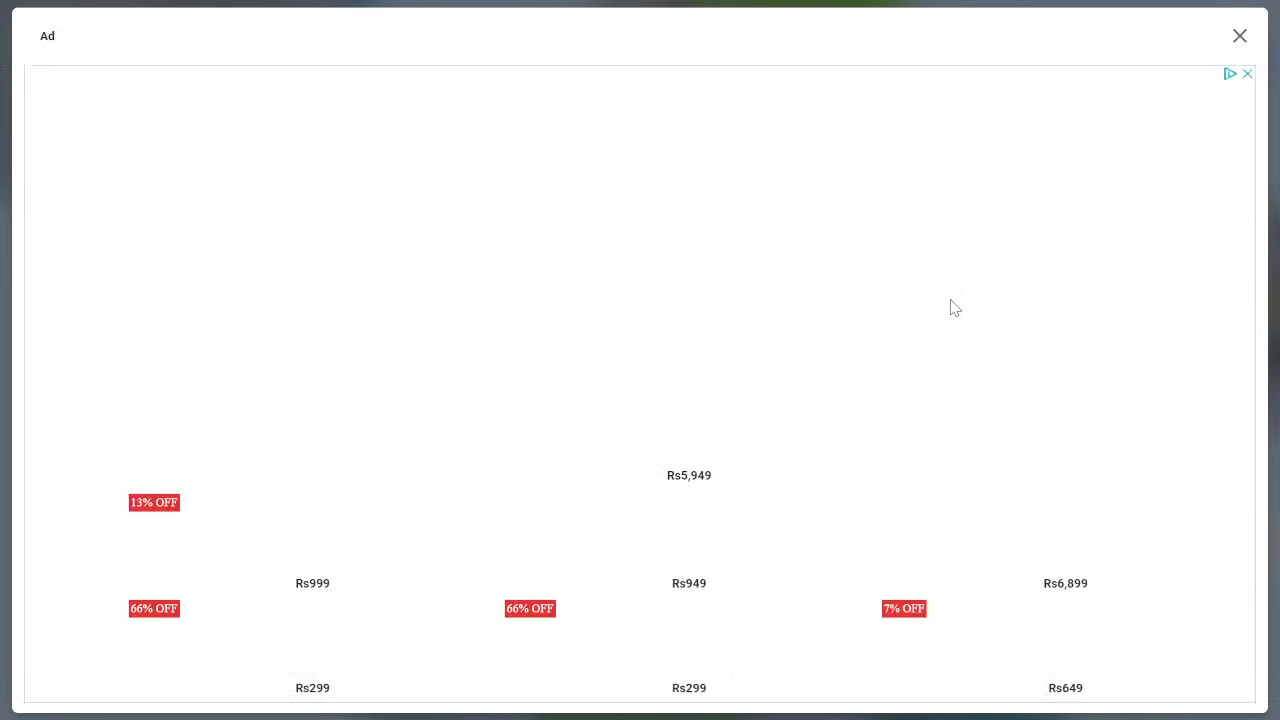 Ad
Rs5,949
13% OFF
Rs999
Rs949
Rs6,899
66% OFF
66% OFF
7% OFF
Rs299
Rs299
Rs649